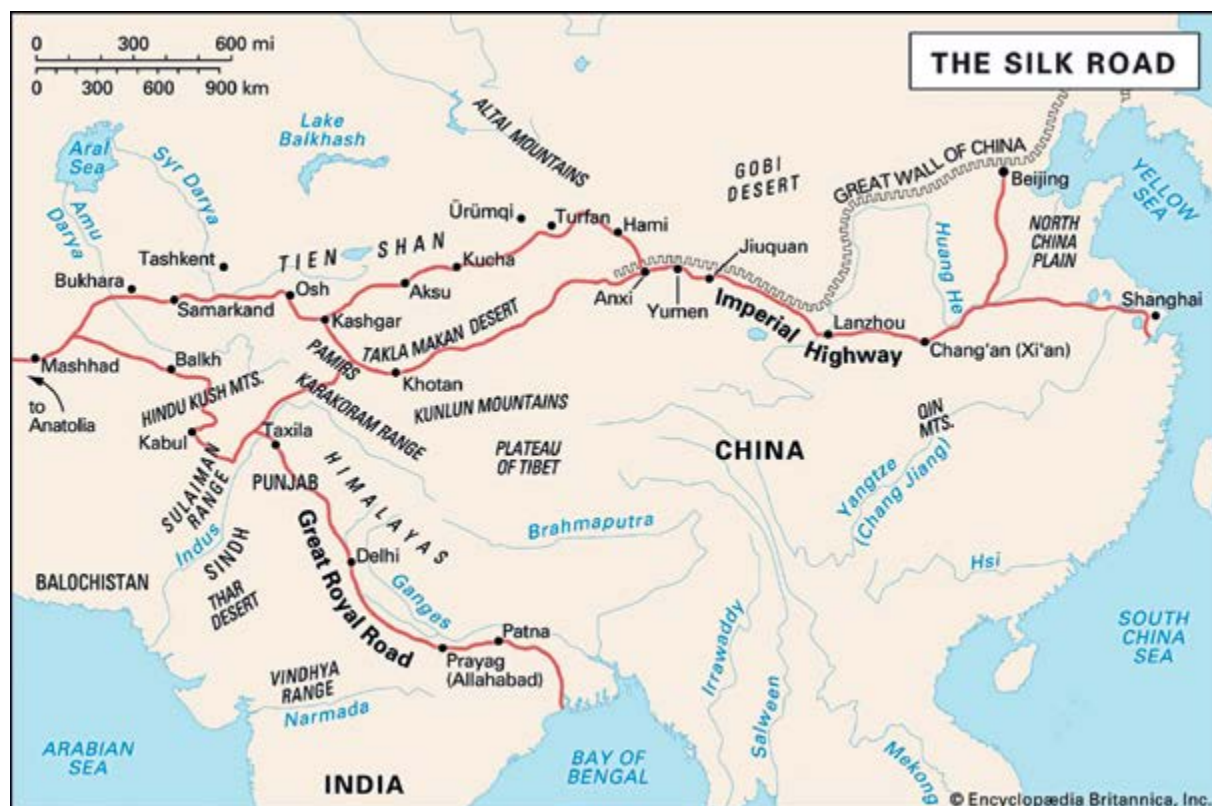 0 300 600 mi
0 300 600 900 km
THE SILK ROAD
Aral
Sea
Syr Darya
Lake
Balkhash
ALTAI MOUNTAINS
GOBI
DESERT
GREAT WALL OF CHINA
Beijing
YELLOW
SEA
Amu
Darya
Ürümqi
Turfan
Hami
Huang He
NORTH
CHINA
PLAIN
Tashkent
TIEN SHAN
Kucha
Jiuquan
Bukhara
Osh
Aksu
Anxi
Yumen
Shanghai
Samarkand
Kashgar
TAKLA MAKAN DESERT
Imperial
Highway
Lanzhou
Chang'an (Xi'an)
Mashhad
Balkh
PAMIRS
Khotan
to
Anatolia
HINDU KUSH MTS.
KARAKORAM RANGE
KUNLUN MOUNTAINS
QIN
MTS.
Kabul
Taxila
PLATEAU
OF TIBET
CHINA
SULAIMAN
RANGE
PUNJAB
HIMALAYAS
Yangtze
(Chang Jiang)
Indus
SINDH
Great Royal Road
Brahmaputra
Delhi
Hsi
BALOCHISTAN
THAR
DESERT
Ganges
Patna
Irrawaddy
SOUTH
CHINA
SEA
Prayag
(Allahabad)
VINDHYA
RANGE
Narmada
Salween
ARABIAN
SEA
INDIA
BAY OF
BENGAL
Mekong
© Encyclopædia Britannica, Inc.